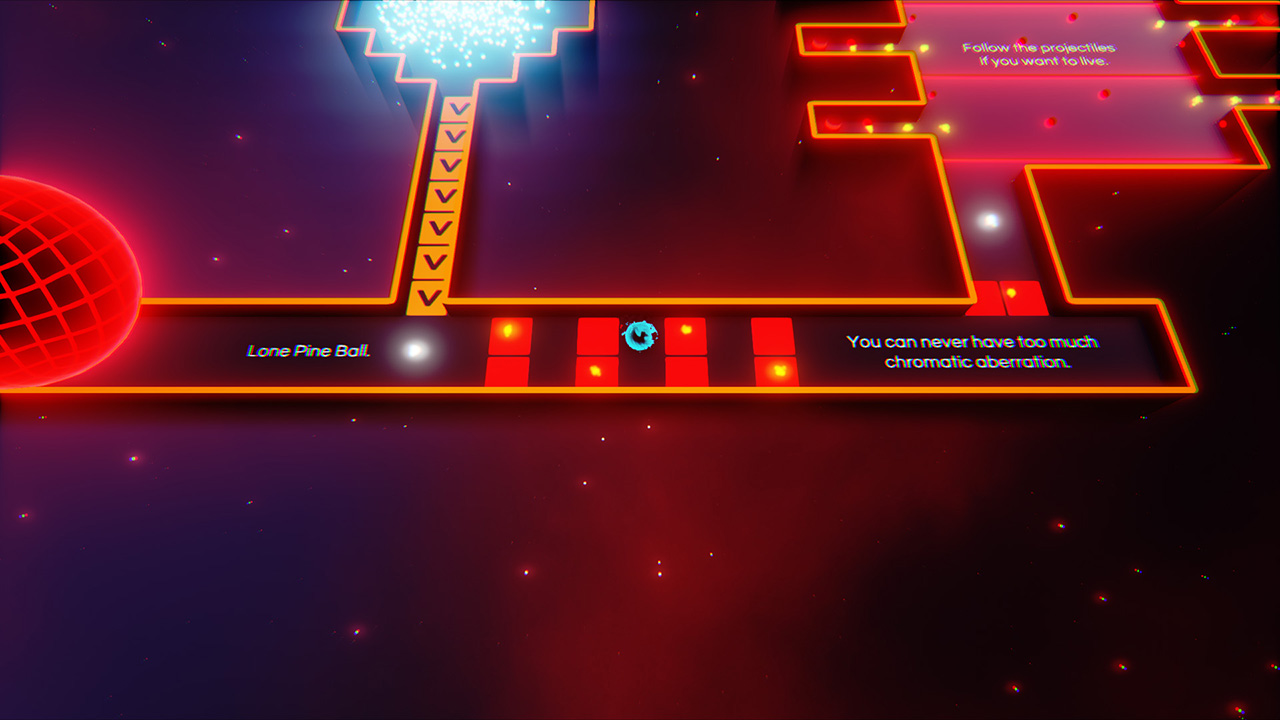 Follow the projectiles
if you want to live.
Lone Pine Ball.
You can never have too much
chromatic aberration.